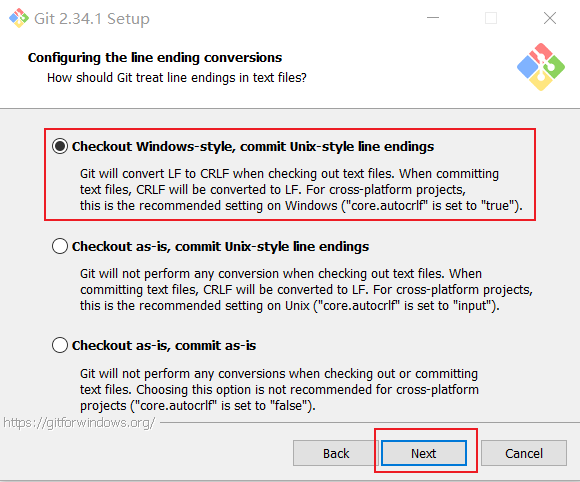 Git 2.34.1 Setup
Configuring the line ending conversions
How should Git treat line endings in text files?
Checkout Windows-style, commit Unix-style line endings
Git will convert LF to CRLF when checking out text files. When committing
text files, CRLF will be converted to LF. For cross-platform projects,
this is the recommended setting on Windows ("core.autocrlf" is set to "true").
Checkout as-is, commit Unix-style line endings
Git will not perform any conversion when checking out text files. When
committing text files, CRLF will be converted to LF. For cross-platform projects,
this is the recommended setting on Unix ("core.autocrlf" is set to "input").
Checkout as-is, commit as-is
Git will not perform any conversions when checking out or committing
text files. Choosing this option is not recommended for cross-platform
projects ("core.autocrlf" is set to "false").
https://gitforwindows.org/
Back
Next
Cancel